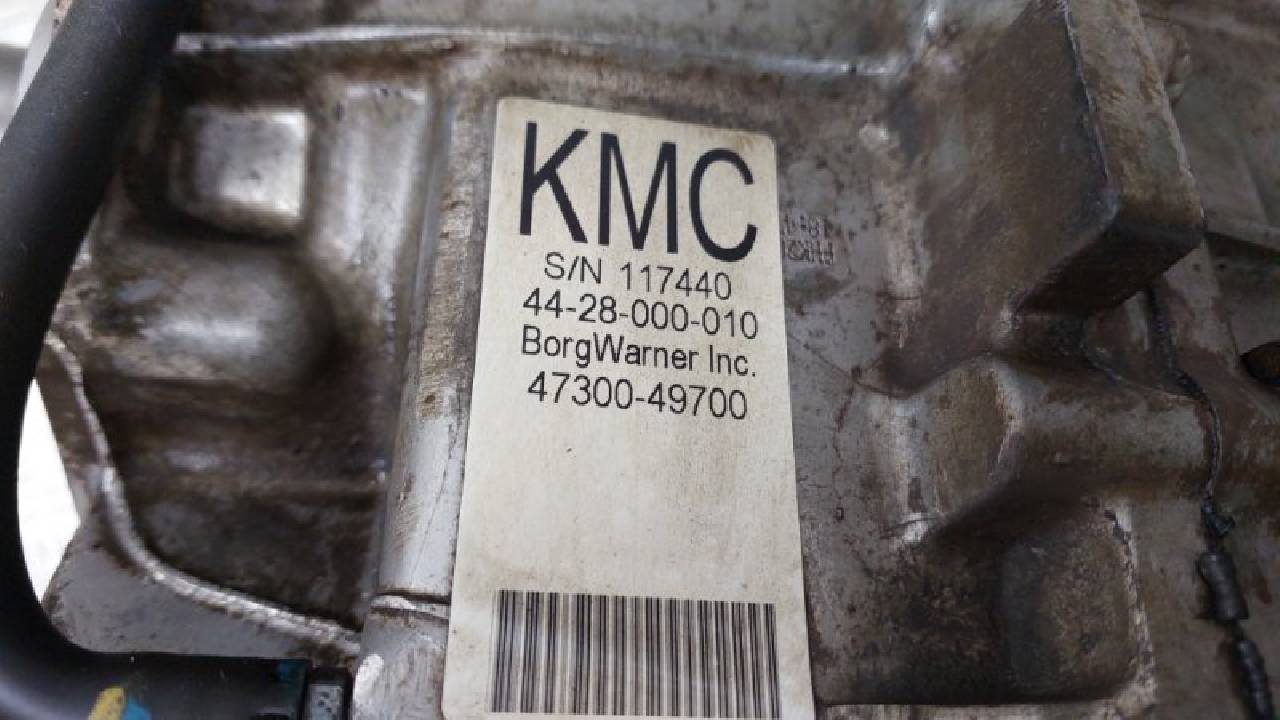 KMC
S/N 117440
44-28-000-010
BorgWarner Inc.
47300-49700